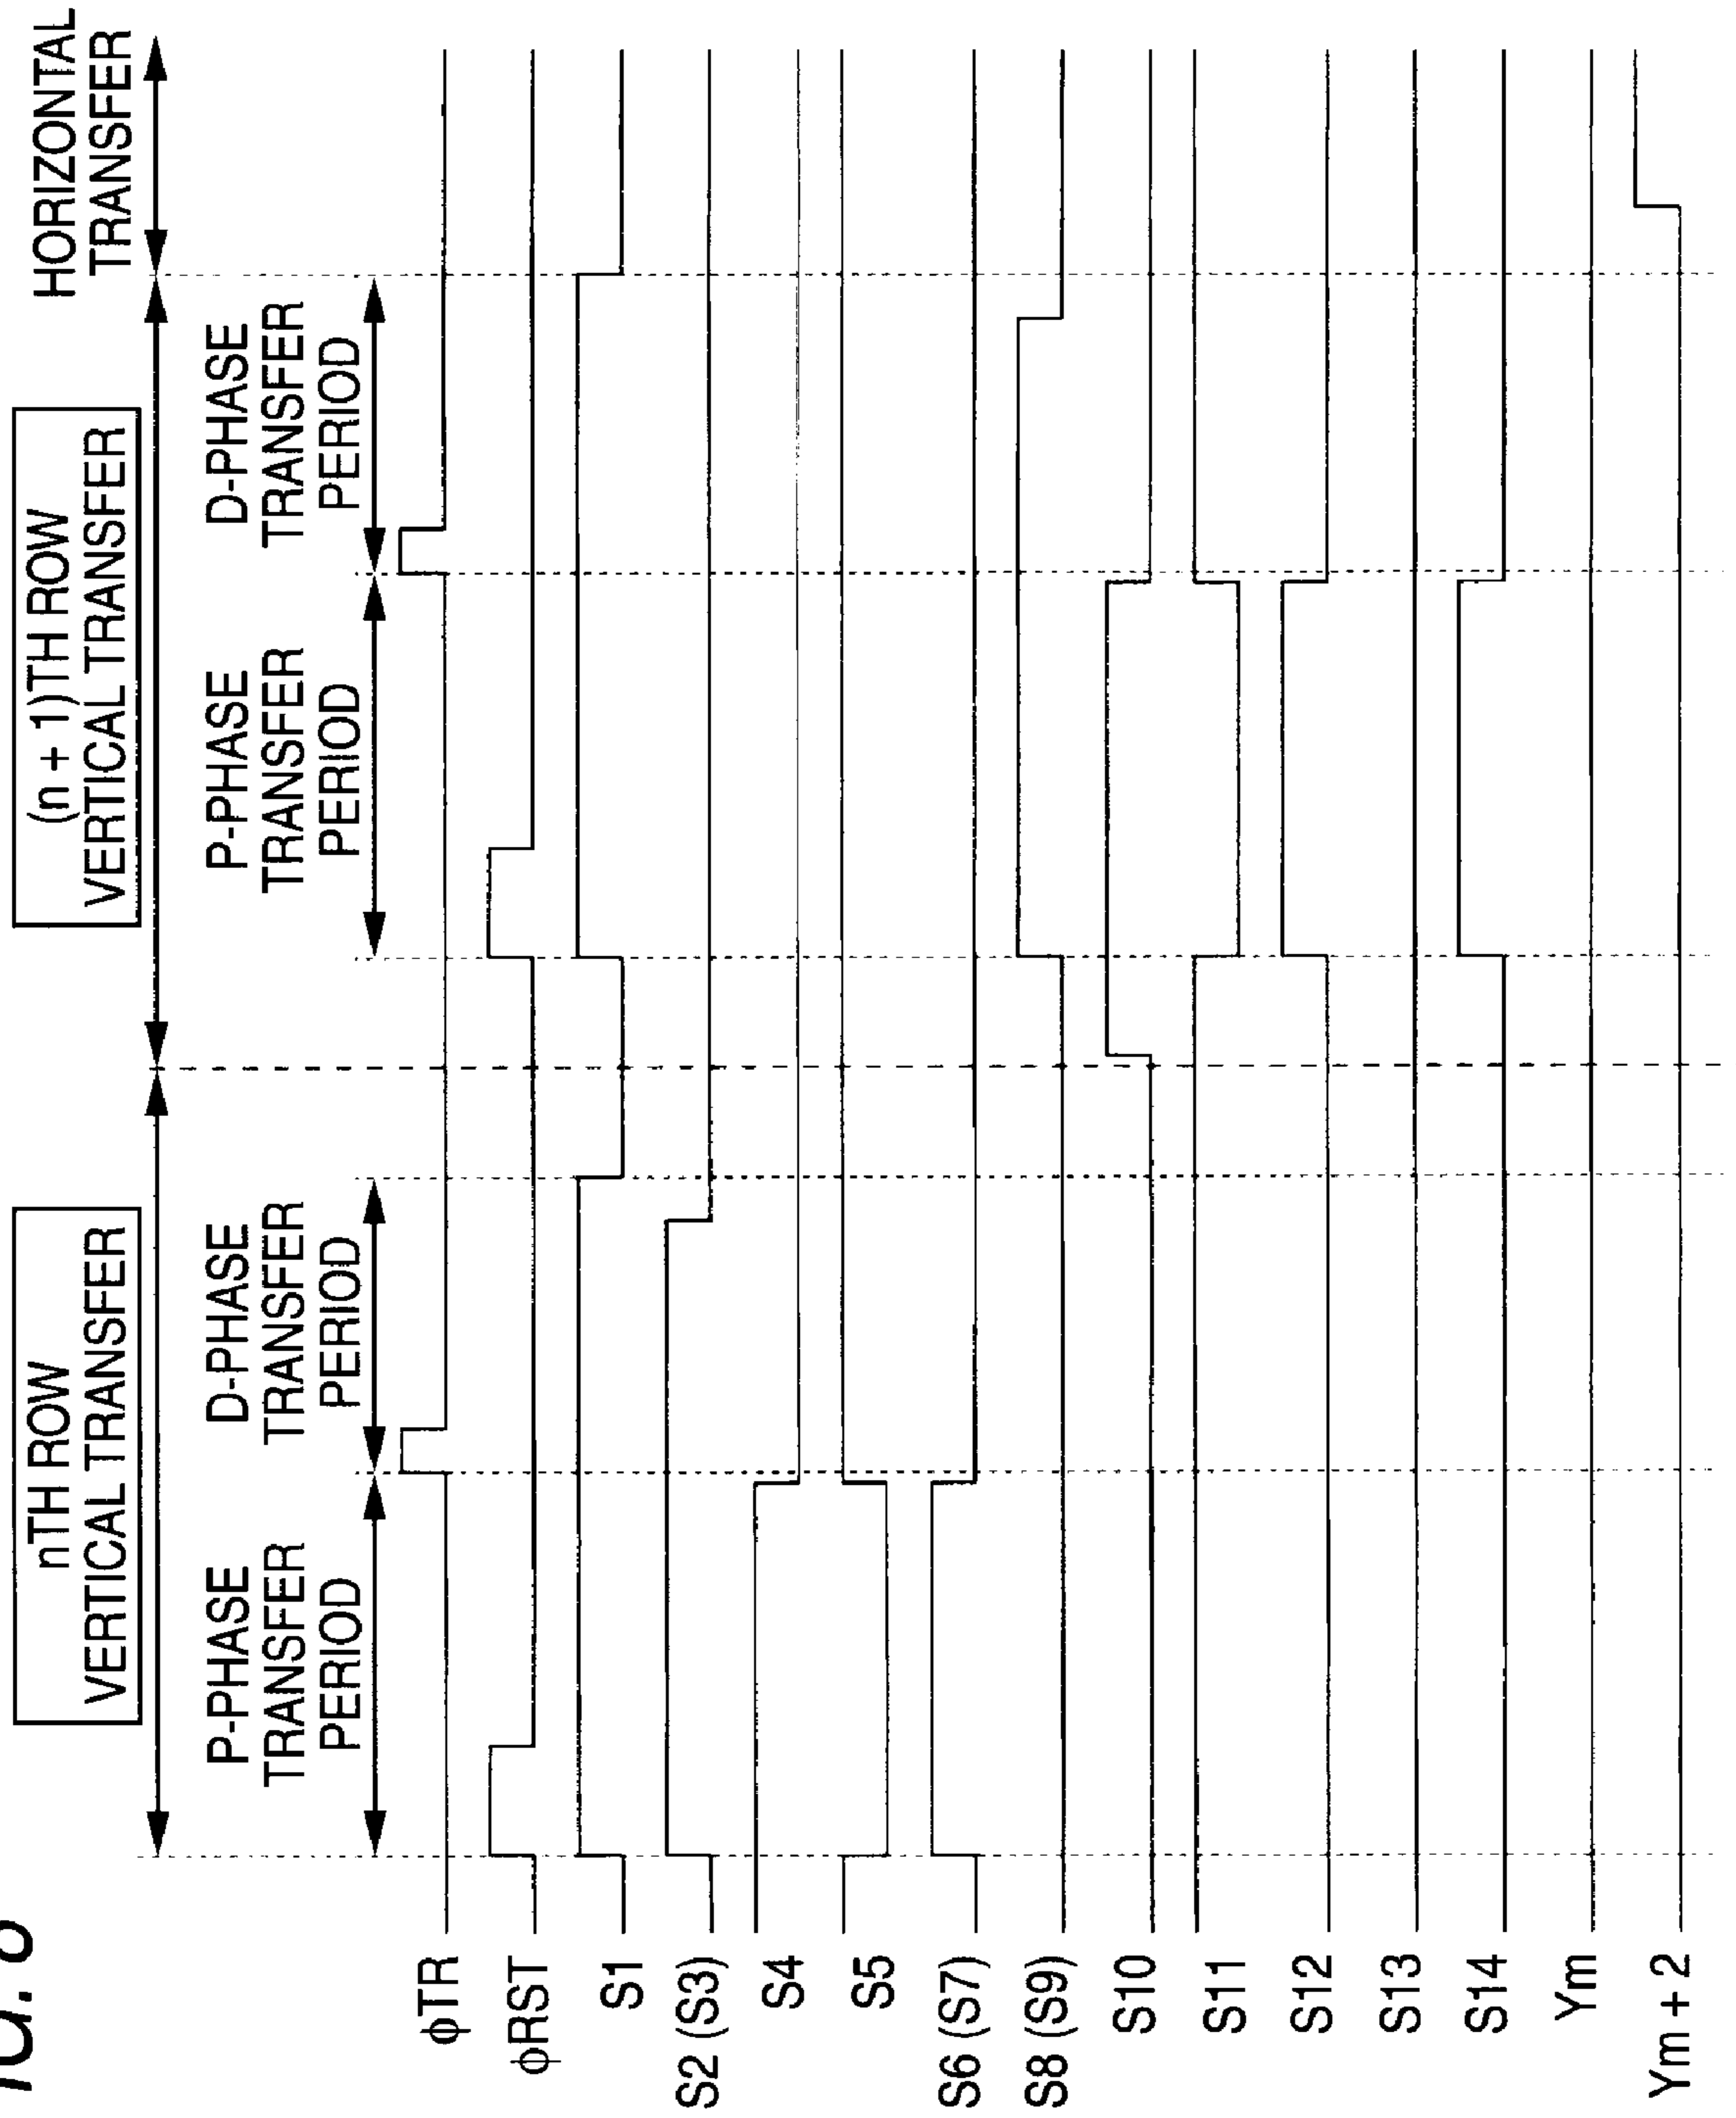 nTH ROW
VERTICAL TRANSFER
(n + 1)TH ROW
VERTICAL TRANSFER
HORIZONTAL
TRANSFER
P-PHASE
TRANSFER
PERIOD
D-PHASE
TRANSFER
PERIOD
P-PHASE
TRANSFER
PERIOD
D-PHASE
TRANSFER
PERIOD
ϕTR
ϕRST
S1
S2 (S3)
S4
S5
S6 (S7)
S8 (S9)
S10
S11
S12
S13
S14
Ym
Ym + 2